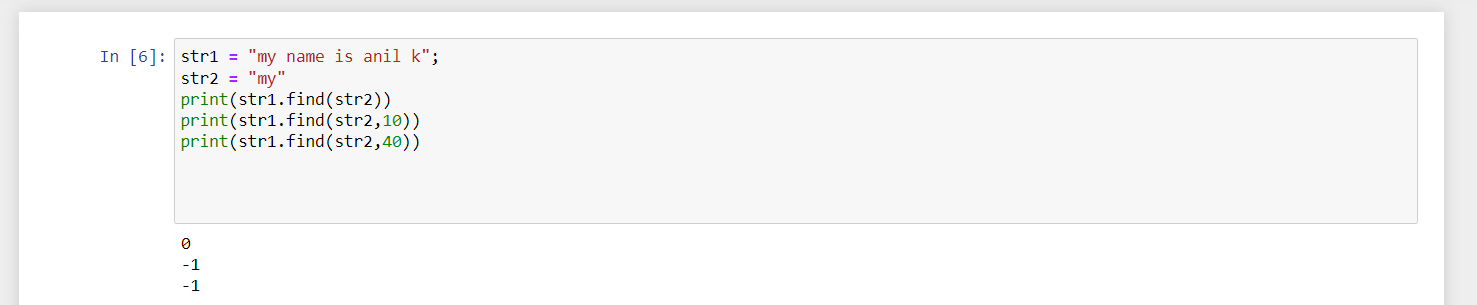 In [6]: str1 = "my name is anil k";
str2 = "my"
print(str1.find(str2))
print(str1.find(str2,10))
print(str1.find(str2,40))
0
-1
-1